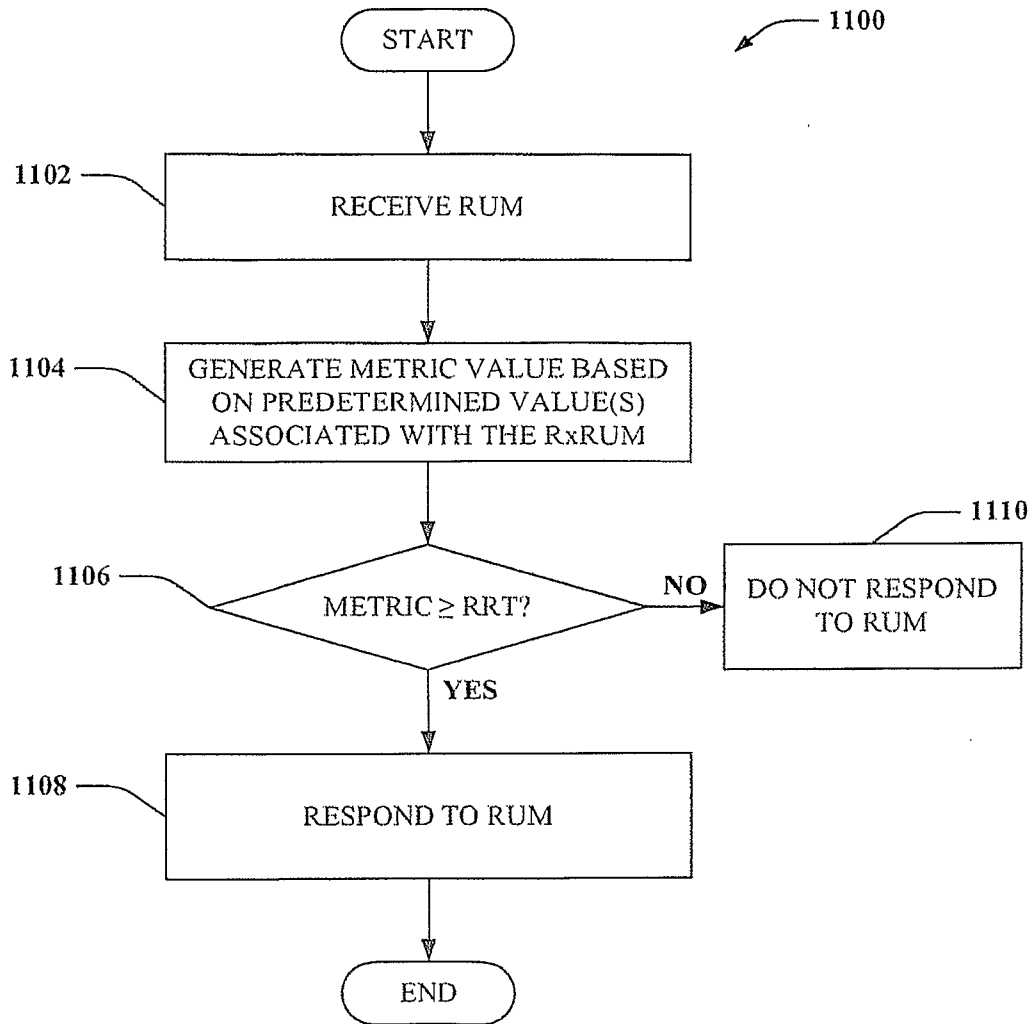 START
1100
1102
RECEIVE RUM
1104
GENERATE METRIC VALUE BASED
ON PREDETERMINED VALUE(S)
ASSOCIATED WITH THE RxRUM
1106
METRIC ≥ RRT?
NO
1110
DO NOT RESPOND
TO RUM
YES
1108
RESPOND TO RUM
END